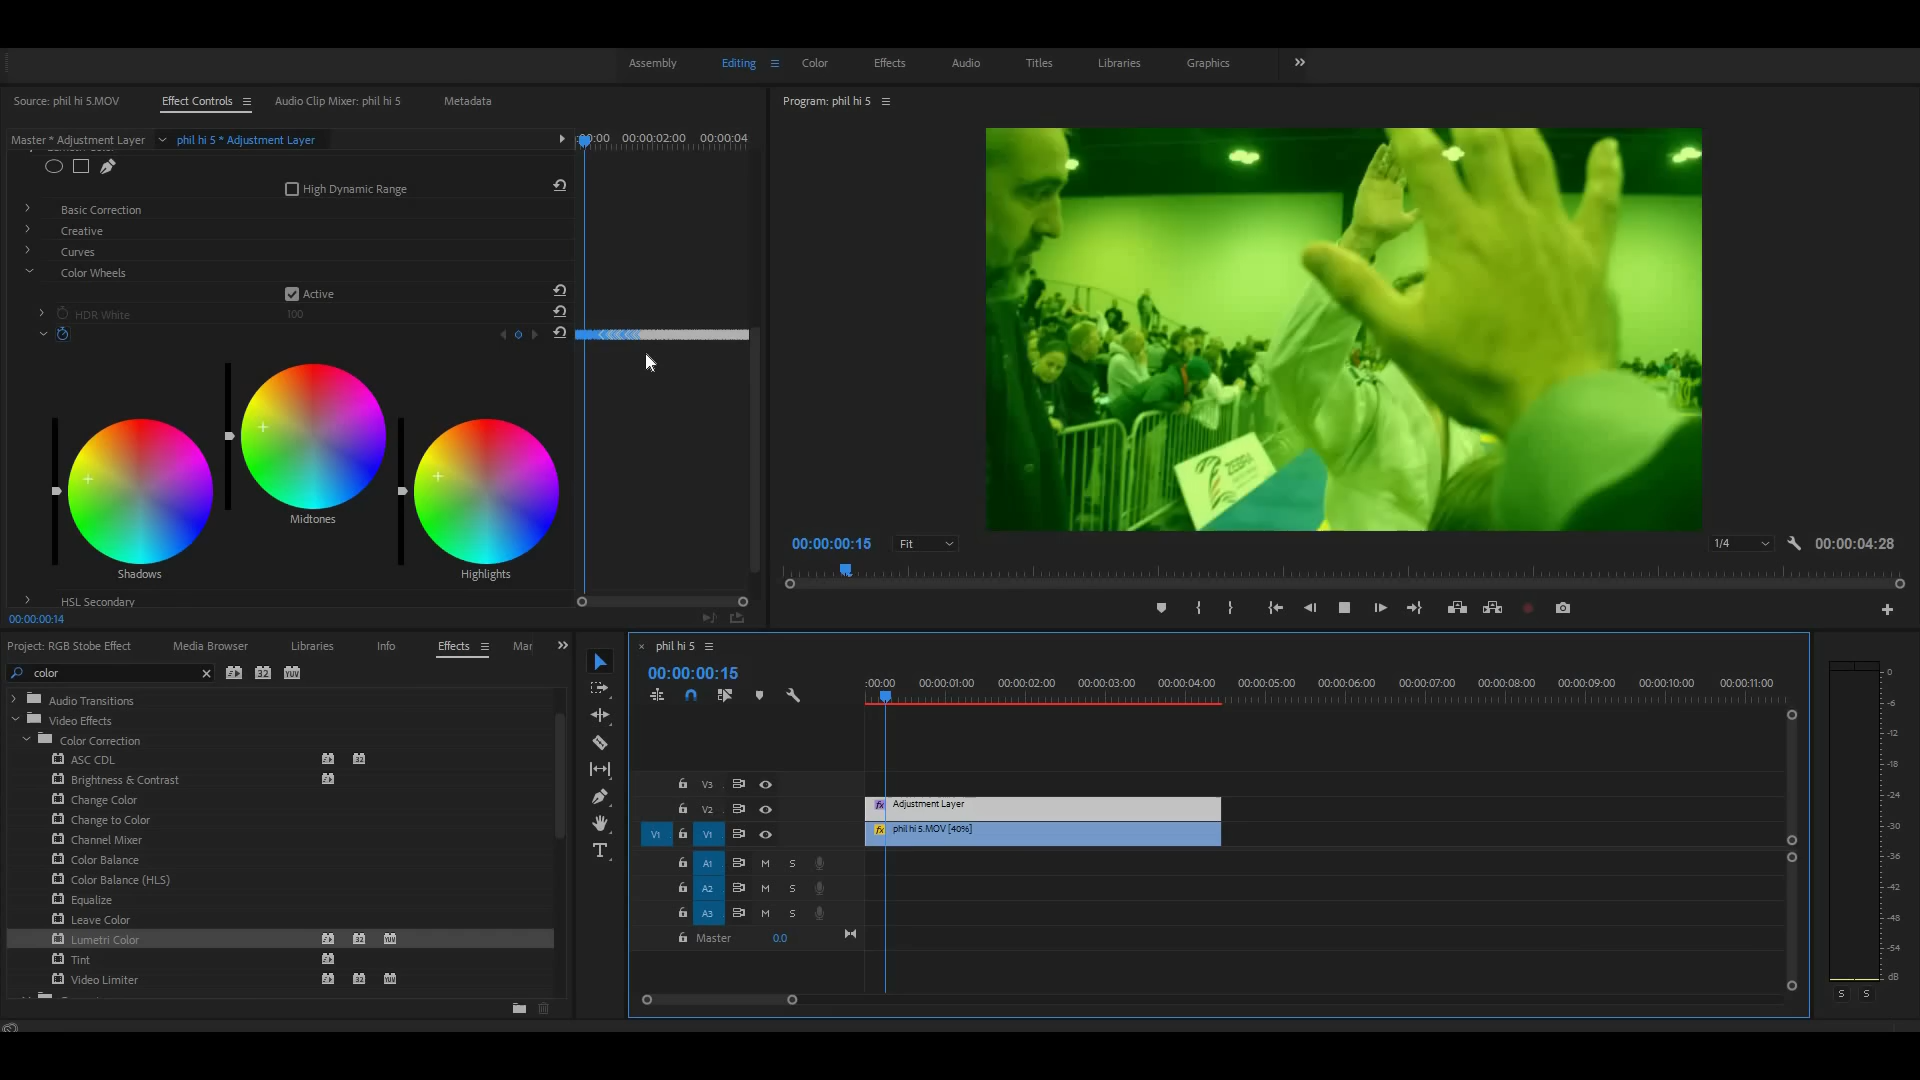 Assembly
Editing
Color
Effects
Audio
Titles
Libraries
Graphics
Source: phil hi 5.MOV
Effect Controls
Audio Clip Mixer: phil hi 5
Metadata
Program: phil hi 5
Master * Adjustment Layer
phil hi 5 * Adjustment Layer
:00:00
00:00:02:00
00:00:04
High Dynamic Range
Basic Correction
Creative
Curves
Color Wheels
Active
HDR White
100
Midtones
Shadows
Highlights
HSL Secondary
00:00:00:14
ZEBRA
00:00:00:15
Fit
1/4
00:00:04:28
Project: RGB Stobe Effect
Media Browser
Libraries
Info
Effects
Mar
color
32
YUV
Audio Transitions
Video Effects
Color Correction
ASC CDL
32
Brightness & Contrast
Change Color
Change to Color
Channel Mixer
Color Balance
Color Balance (HLS)
Equalize
Leave Color
Lumetri Color
32
YUV
Tint
Video Limiter
32
YUV
phil hi 5
00:00:00:15
:00:00
00:00:01:00
00:00:02:00
00:00:03:00
00:00:04:00
00:00:05:00
00:00:06:00
00:00:07:00
00:00:08:00
00:00:09:00
00:00:10:00
00:00:11:00
V3
V2
fx Adjustment Layer
V1
V1
fx phil hi 5.MOV [40%]
A1
M
S
A2
M
S
A3
M
S
Master
0.0
0
-6
-12
-18
-24
-30
-36
-42
-48
-54
dB
S
S